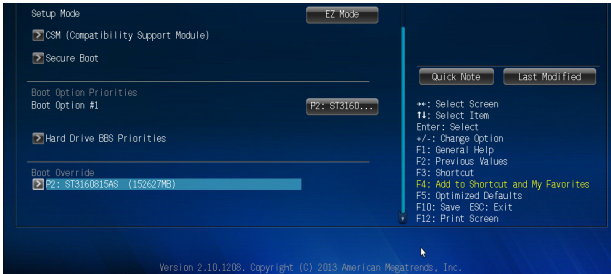 Setup Mode
EZ Mode
CSM (Compatibility Support Module)
Secure Boot
Boot Option Priorities
Boot Option #1
P2: ST3160...
Hard Drive BBS Priorities
Boot Override
P2: ST3160815AS (152627MB)
Quick Note
Last Modified
→←: Select Screen
↑↓: Select Item
Enter: Select
+/-: Change Option
F1: General Help
F2: Previous Values
F3: Shortcut
F4: Add to Shortcut and My Favorites
F5: Optimized Defaults
F10: Save ESC: Exit
F12: Print Screen
Version 2.10.1208. Copyright (C) 2013 American Megatrends, Inc.